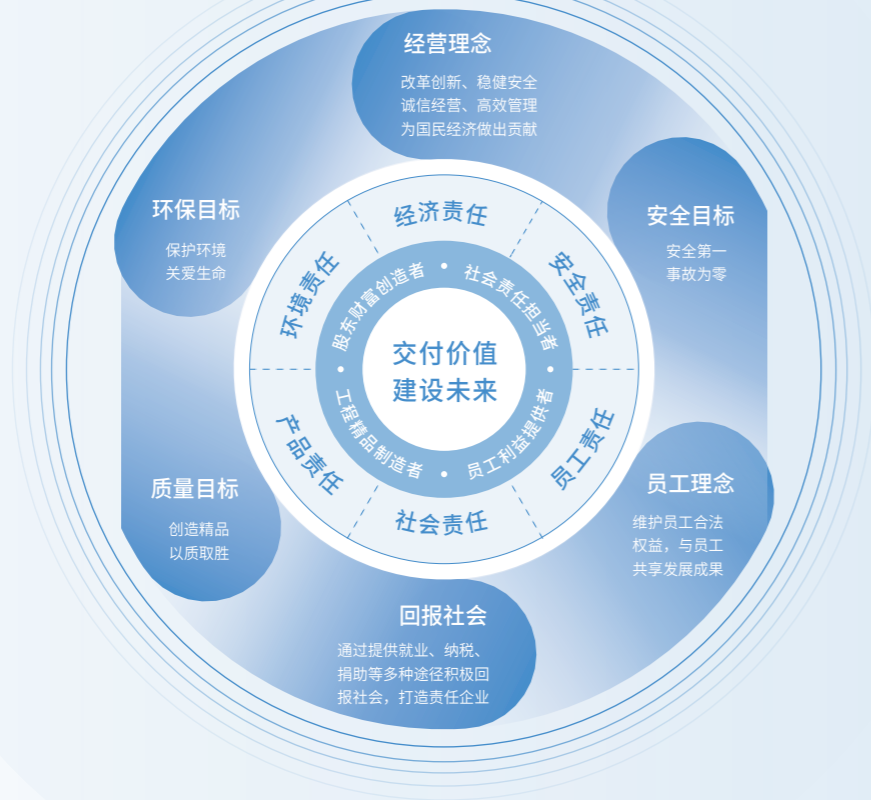 经营理念
改革创新、稳健安全
诚信经营、高效管理
为国民经济做出贡献
环保目标
保护环境
关爱生命
安全目标
安全第一
事故为零
经济责任
环境责任
安全责任
股东财富创造者
社会责任担当者
交付价值
建设未来
工程精品制造者
员工利益提供者
产品责任
员工责任
社会责任
质量目标
创造精品
以质取胜
员工理念
维护员工合法
权益，与员工
共享发展成果
回报社会
通过提供就业、纳税、
捐助等多种途径积极回
报社会，打造责任企业